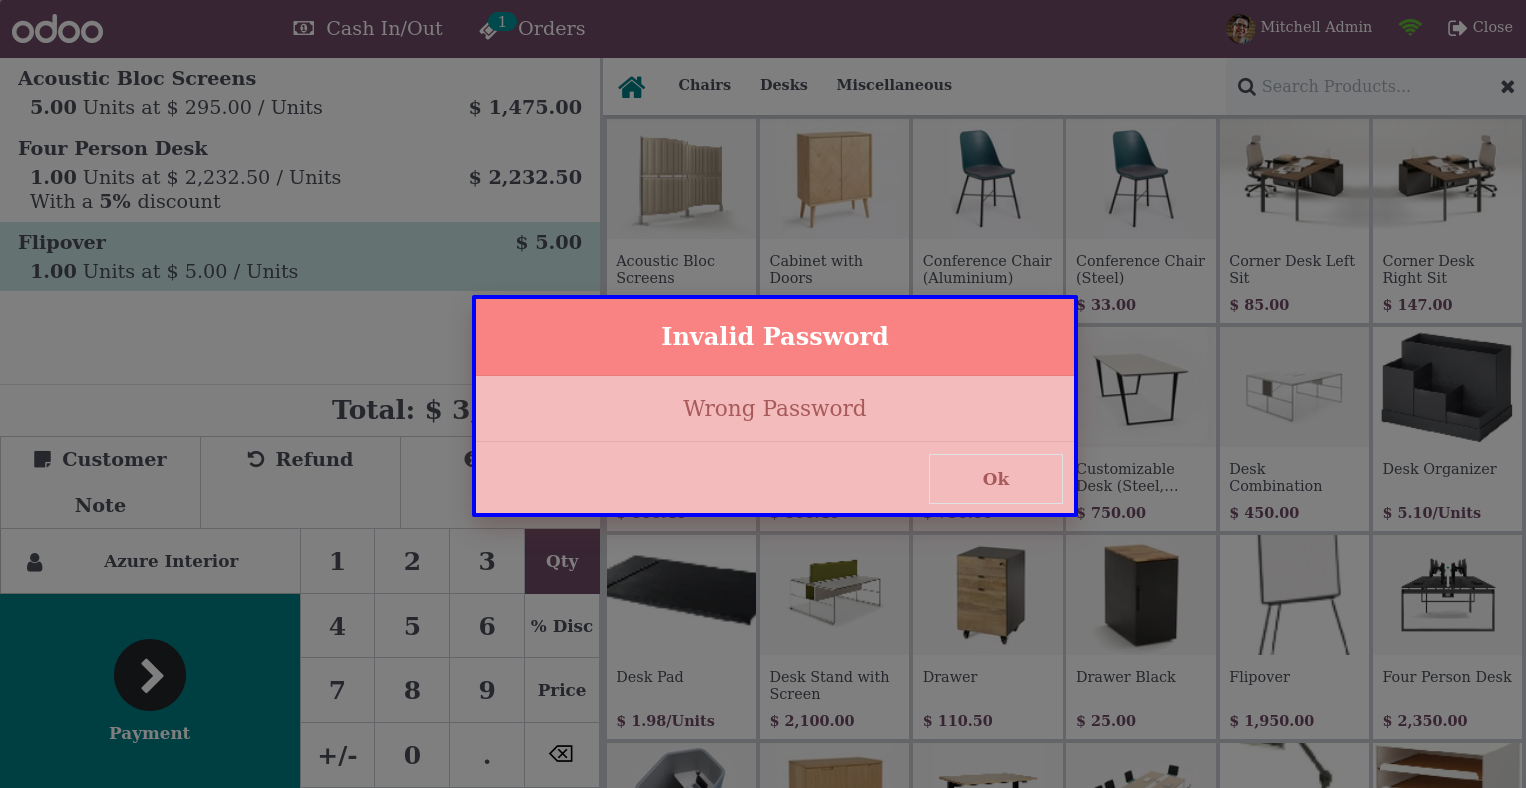 odoo
Cash In/Out
1
Orders
Mitchell Admin
Close
Acoustic Bloc Screens
5.00 Units at $ 295.00 / Units
$ 1,475.00
Four Person Desk
1.00 Units at $ 2,232.50 / Units
$ 2,232.50
With a 5% discount
Flipover
$ 5.00
1.00 Units at $ 5.00 / Units
Total: $ 3,
Customer
Note
Refund
Azure Interior
1 2 3 Qty
4 5 6 % Disc
7 8 9 Price
+/- 0 .
Payment
Chairs
Desks
Miscellaneous
Search Products...
Acoustic Bloc
Screens
Cabinet with
Doors
Conference Chair
(Aluminium)
Conference Chair
(Steel)
$ 33.00
Corner Desk Left
Sit
$ 85.00
Corner Desk
Right Sit
$ 147.00
Invalid Password
Wrong Password
Ok
Customizable
Desk (Steel,...
$ 750.00
Desk
Combination
$ 450.00
Desk Organizer
$ 5.10/Units
Desk Pad
$ 1.98/Units
Desk Stand with
Screen
$ 2,100.00
Drawer
$ 110.50
Drawer Black
$ 25.00
Flipover
$ 1,950.00
Four Person Desk
$ 2,350.00